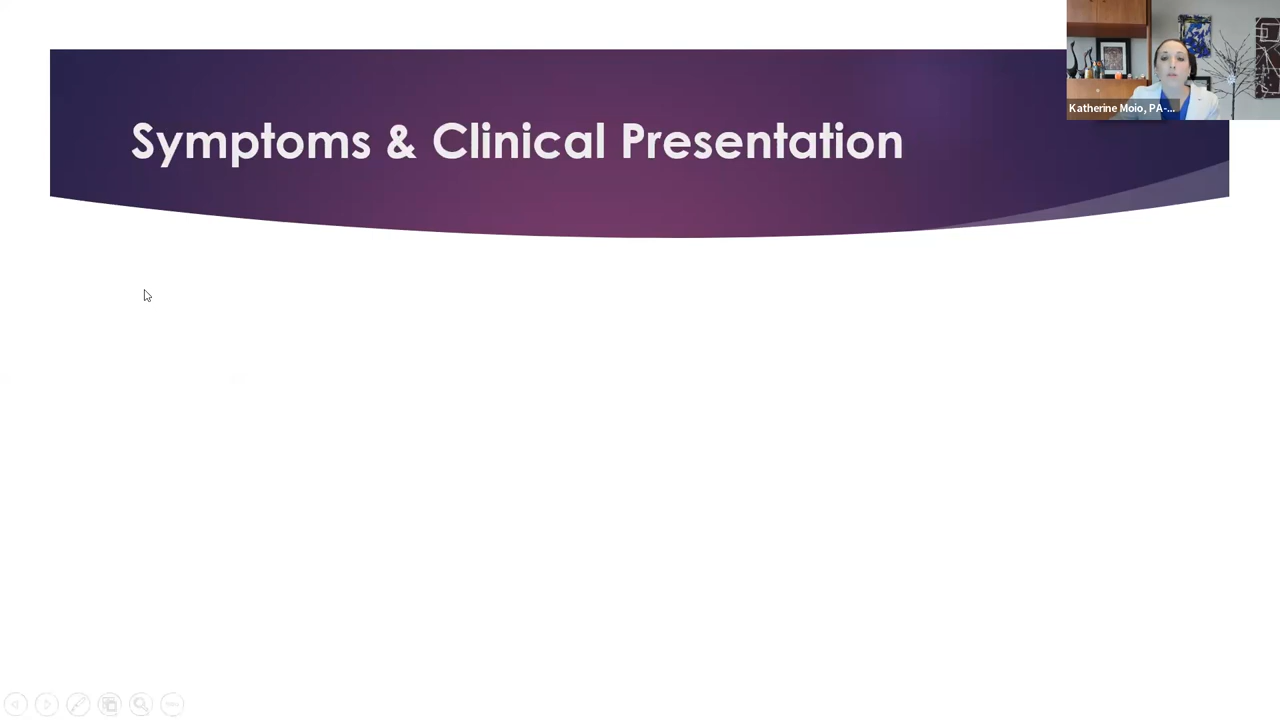 Symptoms & Clinical Presentation
Katherine Moio, PA-...